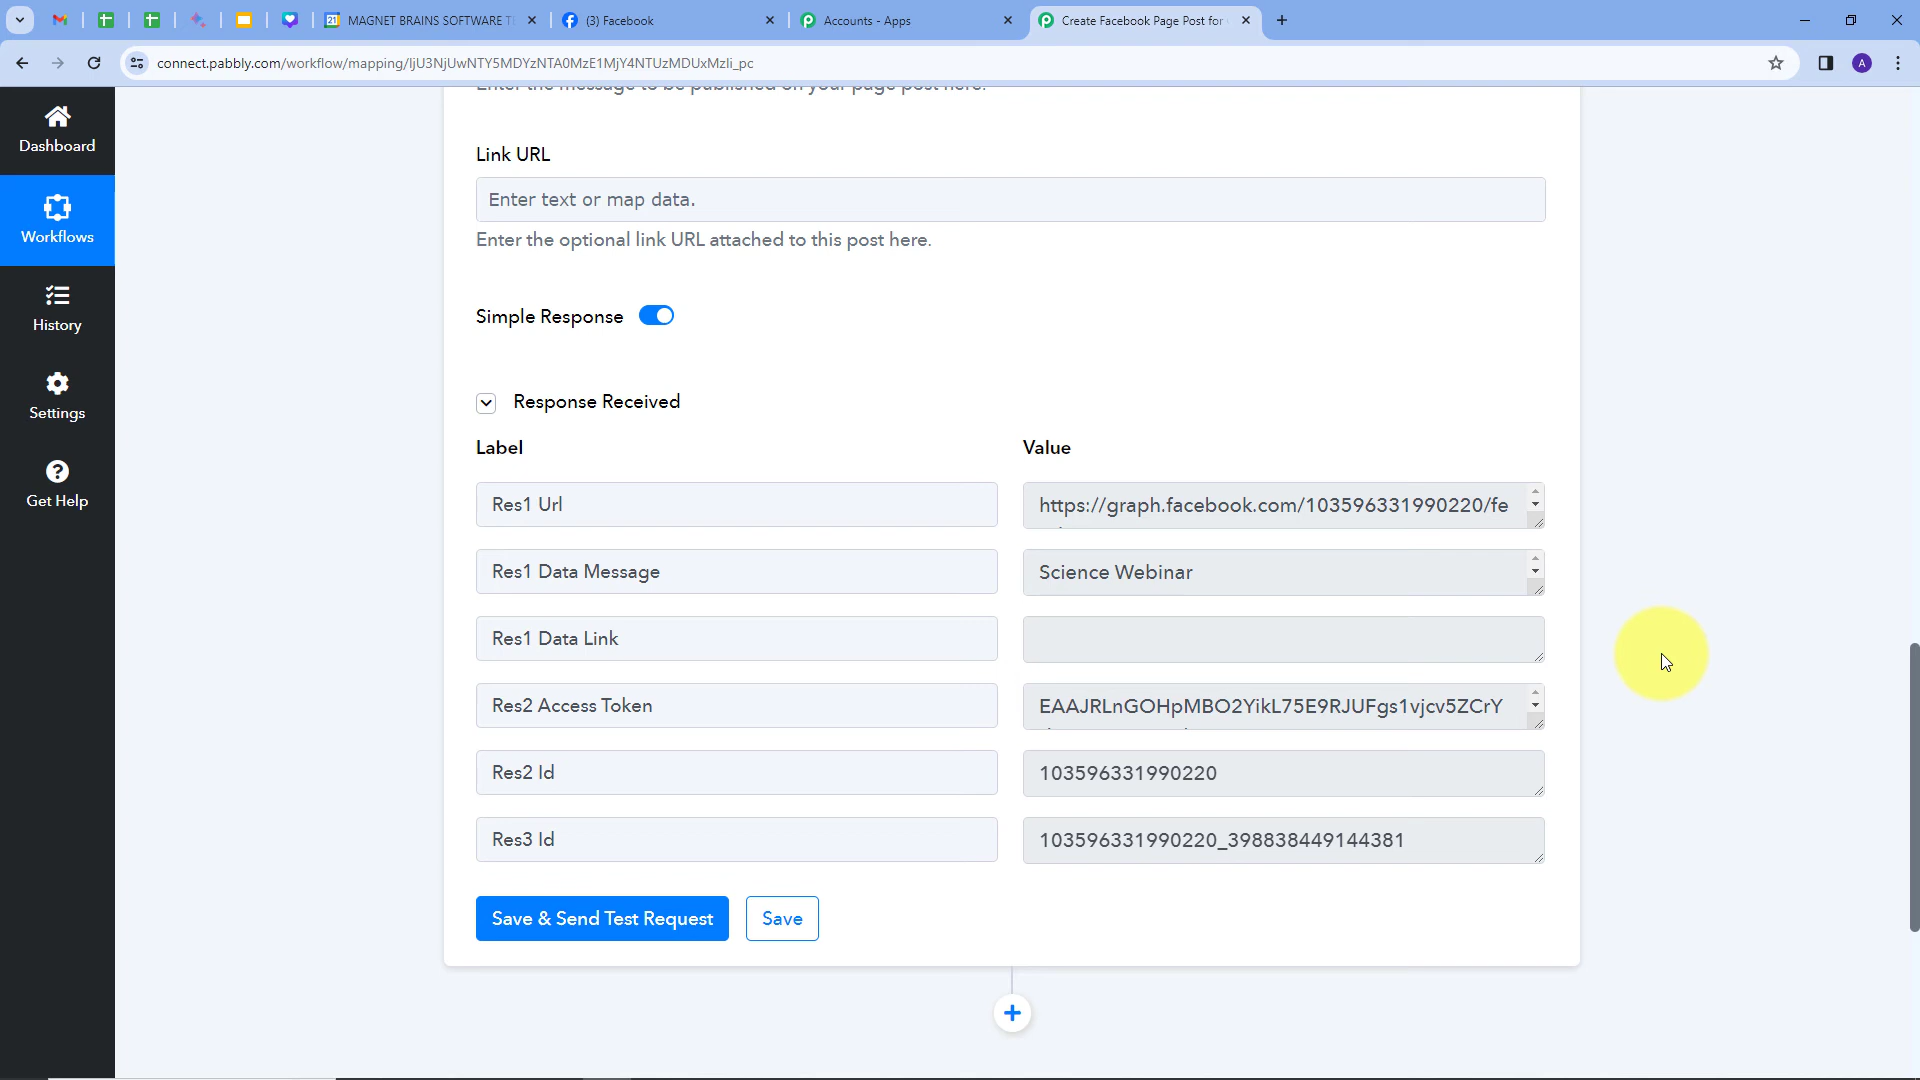 MAGNET BRAINS SOFTWARE T
(3) Facebook
Accounts - Apps
Create Facebook Page Post for
connect.pabbly.com/workflow/mapping/IjU3NjUwNTY5MDYzNTA0MzE1MjY4NTUzMDUxMzIi_pc
A
Dashboard
Workflows
History
Settings
Get Help
Enter the message to be published on your page post here.
Link URL
Enter text or map data.
Enter the optional link URL attached to this post here.
Simple Response
Response Received
Label
Value
Res1 Url
https://graph.facebook.com/103596331990220/fe
Res1 Data Message
Science Webinar
Res1 Data Link
Res2 Access Token
EAAJRLnGOHpMBO2YikL75E9RJUFgs1vjcv5ZCrY
Res2 Id
103596331990220
Res3 Id
103596331990220_398838449144381
Save & Send Test Request
Save